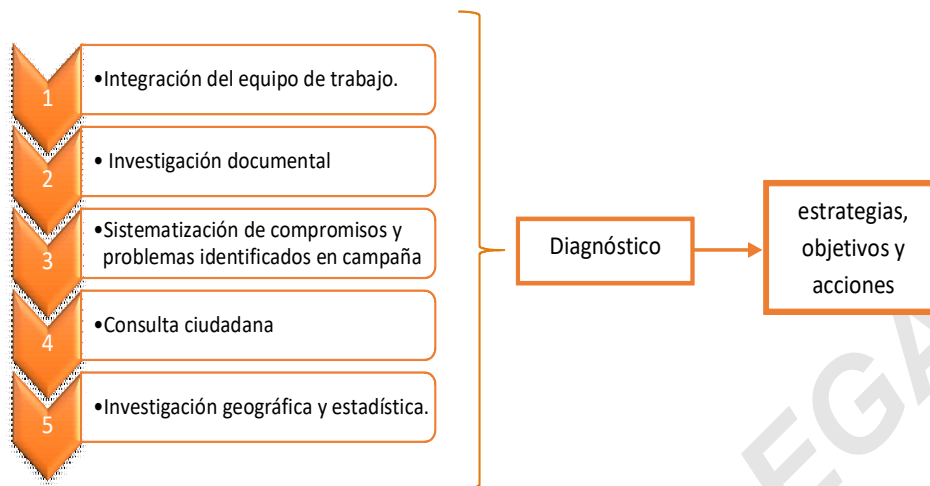 1
•Integración del equipo de trabajo.
2
• Investigación documental
3
•Sistematización de compromisos y
problemas identificados en campaña
4
•Consulta ciudadana
5
•Investigación geográfica y estadística.
Diagnóstico
estrategias,
objetivos y
acciones